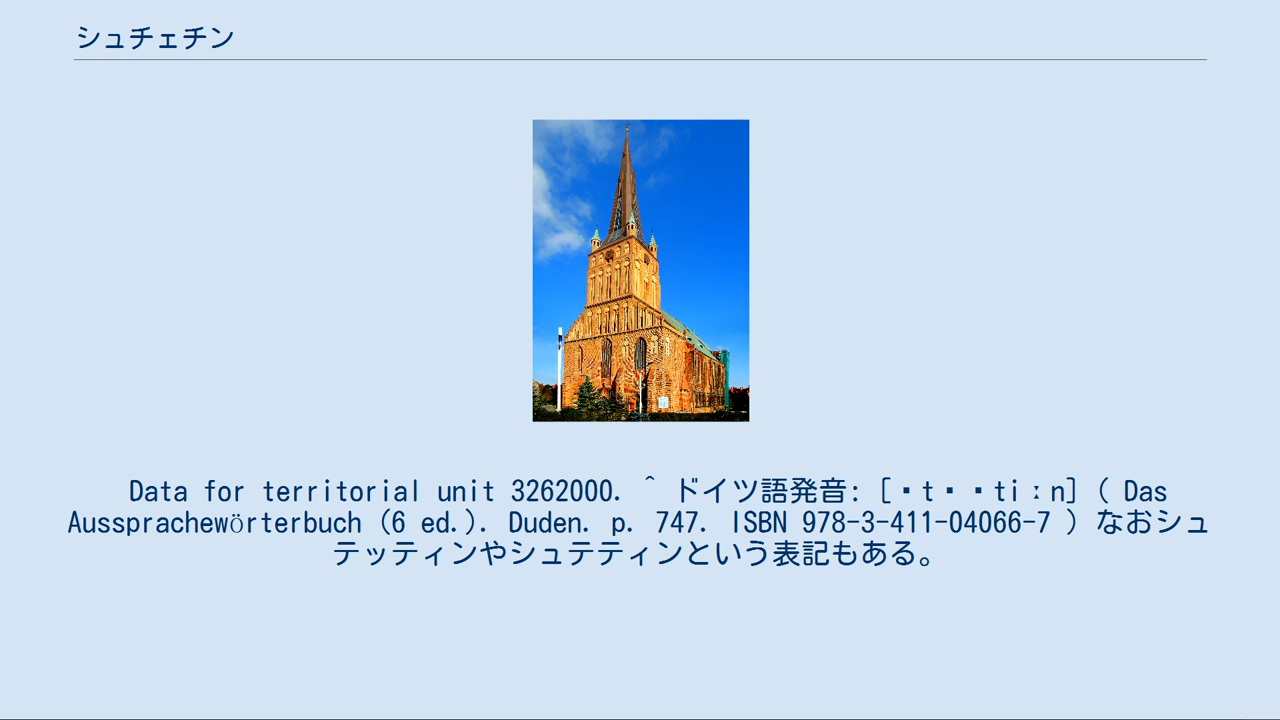 シュチェチン
Data for territorial unit 3262000. ^ ドイツ語発音: [▪t▪▪tiːn] ( Das
Aussprachewörterbuch (6 ed.). Duden. p. 747. ISBN 978-3-411-04066-7 ) なおシュ
テッティンやシュテティンという表記もある。